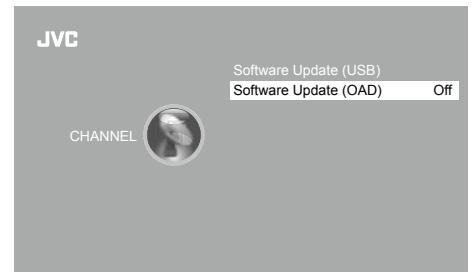 JVC
Software Update (USB)
Software Update (OAD) Off
CHANNEL